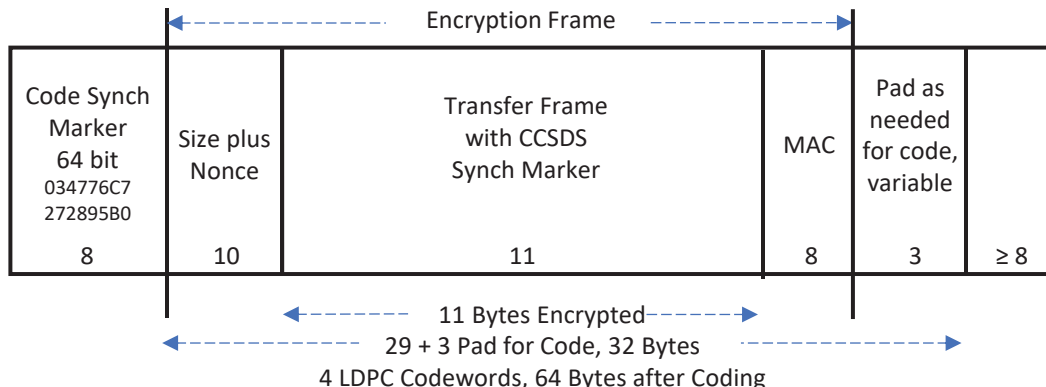 Encryption Frame
Code Synch
Marker
64 bit
034776C7
272895B0
8
Size plus
Nonce
10
Transfer Frame
with CCSDS
Synch Marker
11
MAC
8
Pad as
needed
for code,
variable
3
≥ 8
11 Bytes Encrypted
29 + 3 Pad for Code, 32 Bytes
4 LDPC Codewords, 64 Bytes after Coding